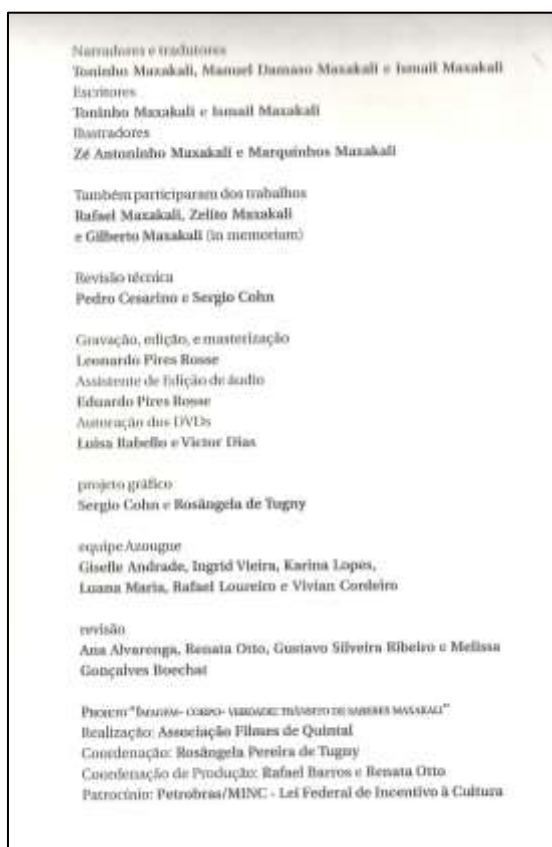 Narradores e tradutores
Toninho Maxakali, Manuel Damaso Maxakali e Ismail Maxakali
Escritores
Toninho Maxakali e Ismail Maxakali
Ilustradores
Zé Antoninho Maxakali e Marquinhos Maxakali
Também participaram dos trabalhos
Rafael Maxakali, Zelito Maxakali
e Gilberto Maxakali (in memoriam)
Revisão técnica
Pedro Cesarino e Sergio Cohn
Gravação, edição, e masterização
Leonardo Pires Rosse
Assistente de Edição de áudio
Eduardo Pires Rosse
Autoração dos DVDs
Luisa Rabello e Victor Dias
projeto gráfico
Sergio Cohn e Rosângela de Tugny
equipe Azougue
Giselle Andrade, Ingrid Vieira, Karina Lopes,
Luana Maria, Rafael Loureiro e Vivian Cordeiro
revisão
Ana Alvarenga, Renata Otto, Gustavo Silveira Ribeiro e Melissa
Gonçalves Boechat
Projeto "Imagem- corpo- verdade: trânsito de saberes maxakali"
Realização: Associação Filmes de Quintal
Coordenação: Rosângela Pereira de Tugny
Coordenação de Produção: Rafael Barros e Renata Otto
Patrocínio: Petrobras/MINC - Lei Federal de Incentivo à Cultura